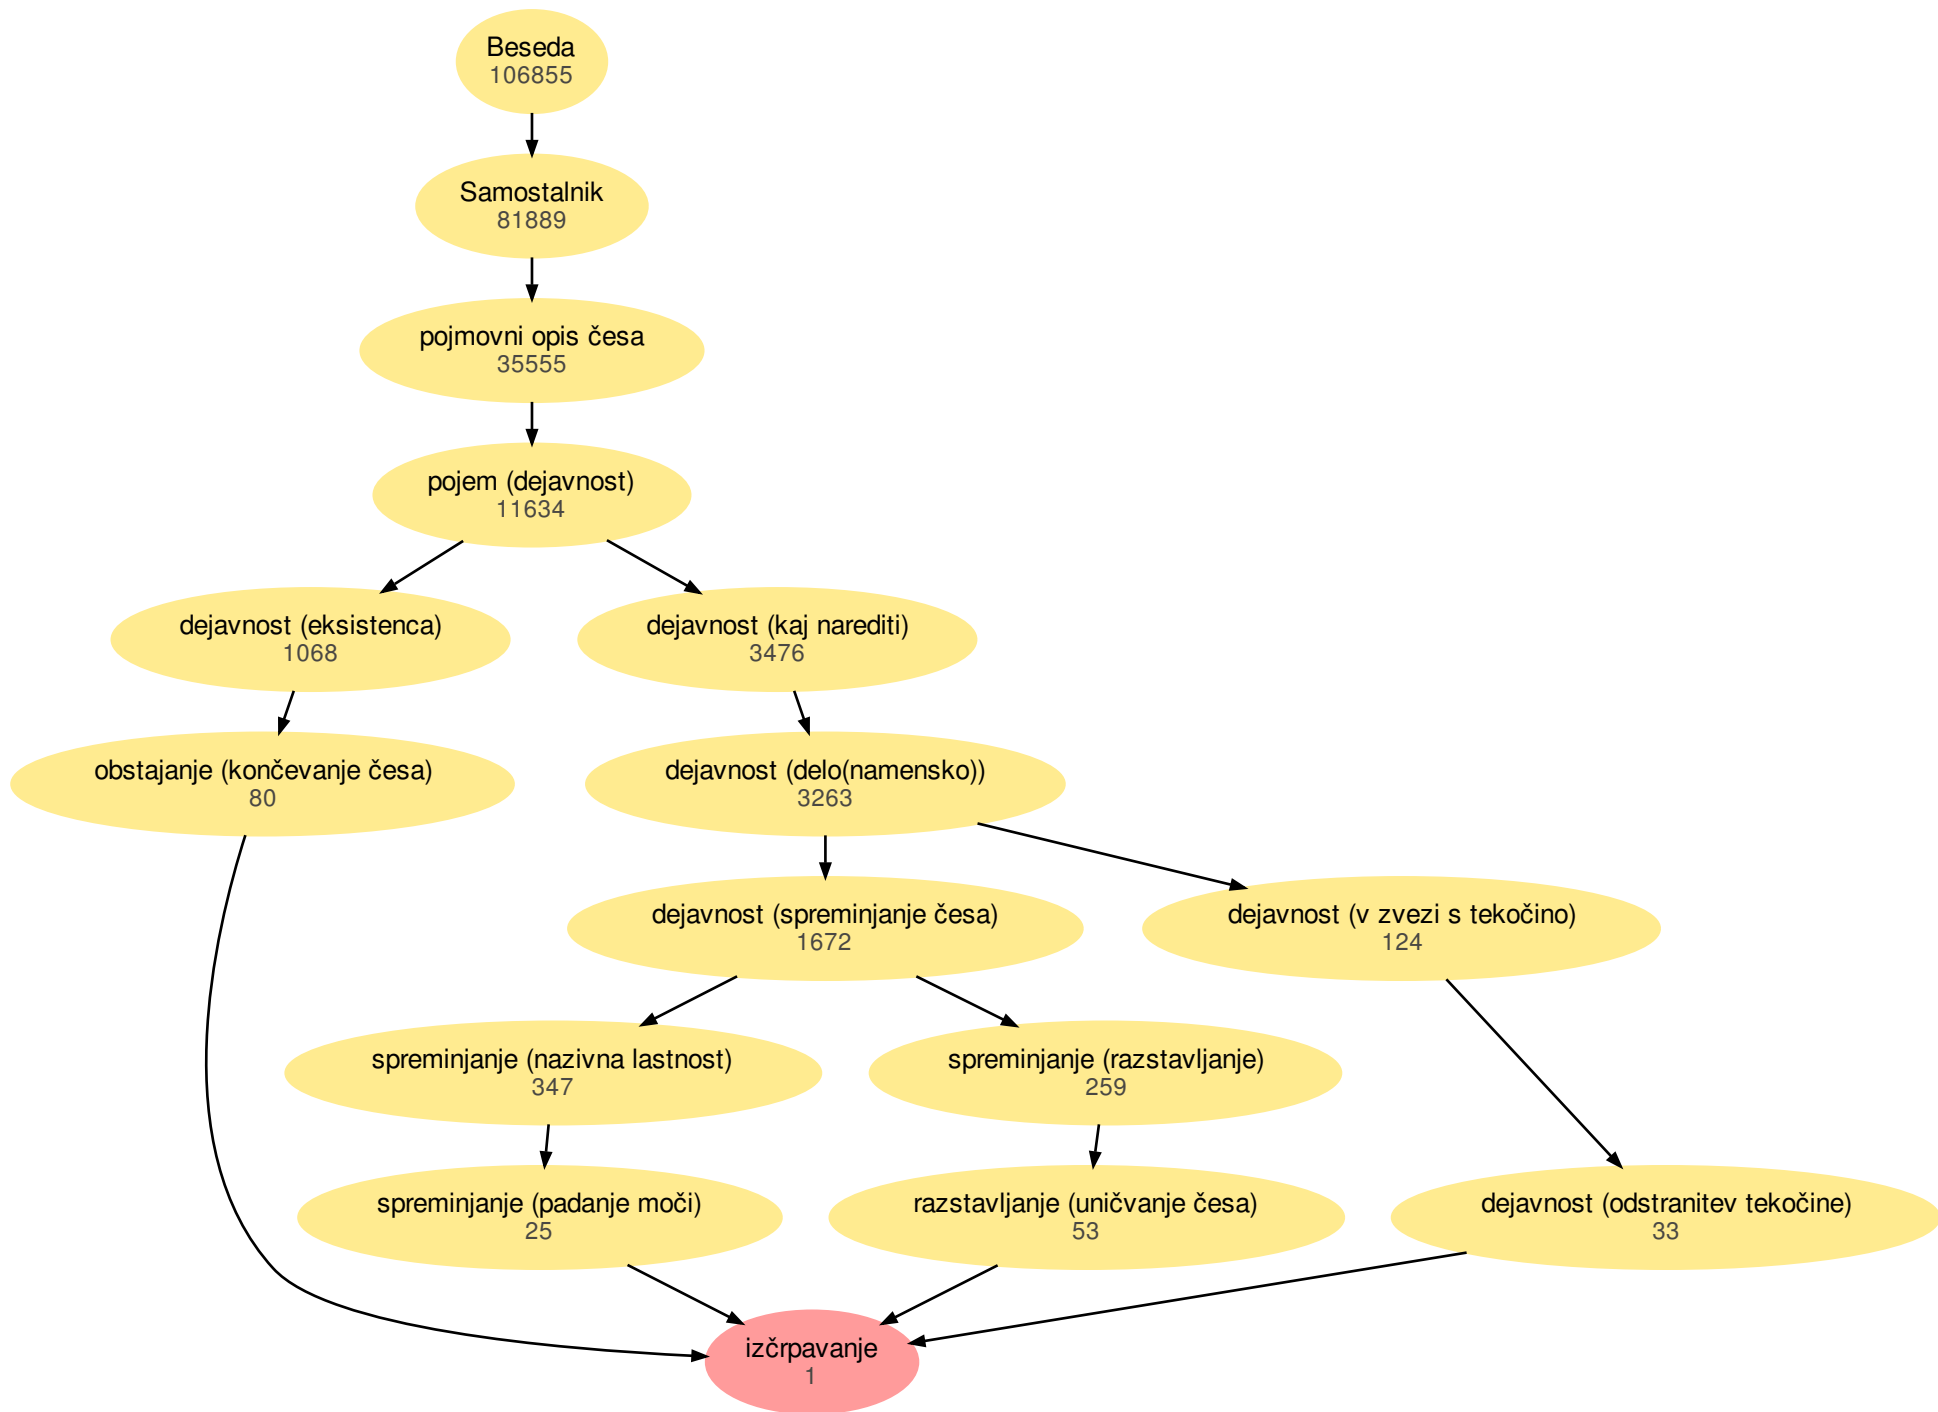 Beseda
106855
Samostalnik
81889
pojmovni opis česa
35555
pojem (dejavnost)
11634
dejavnost (eksistenca)
1068
dejavnost (kaj narediti)
3476
obstajanje (končevanje česa)
80
dejavnost (delo(namensko))
3263
dejavnost (spreminjanje česa)
1672
dejavnost (v zvezi s tekočino)
124
spreminjanje (nazivna lastnost)
347
spreminjanje (razstavljanje)
259
spreminjanje (padanje moči)
25
razstavljanje (uničvanje česa)
53
dejavnost (odstranitev tekočine)
33
izčrpavanje
1